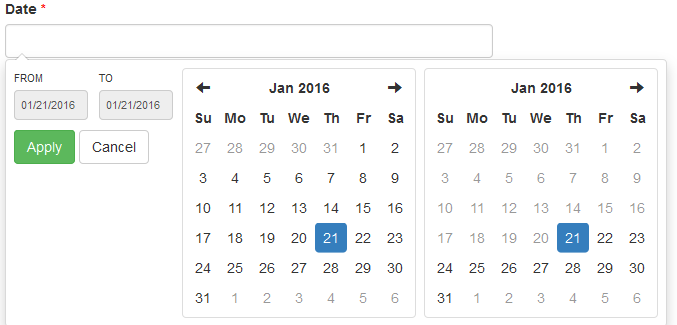 Date *
FROM TO
01/21/2016 01/21/2016
Apply Cancel
Jan 2016
Su Mo Tu We Th Fr Sa
27 28 29 30 31 1 2
3 4 5 6 7 8 9
10 11 12 13 14 15 16
17 18 19 20 21 22 23
24 25 26 27 28 29 30
31 1 2 3 4 5 6
Jan 2016
Su Mo Tu We Th Fr Sa
27 28 29 30 31 1 2
3 4 5 6 7 8 9
10 11 12 13 14 15 16
17 18 19 20 21 22 23
24 25 26 27 28 29 30
31 1 2 3 4 5 6